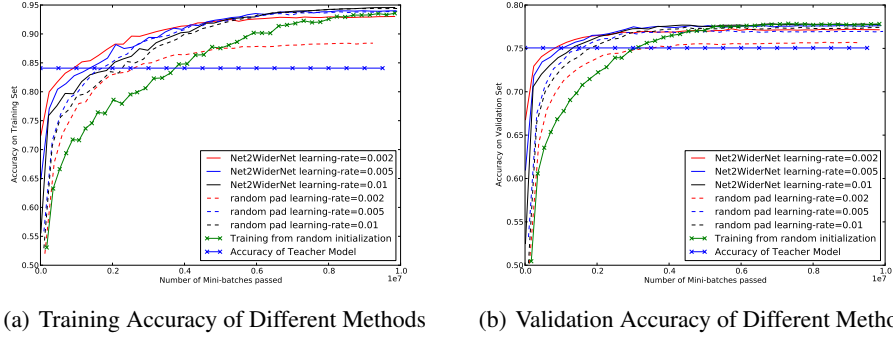 0.95
0.90
0.85
0.80
0.75
0.70
0.65
0.60
0.55
0.50
Accuracy on Training Set
Net2WiderNet learning-rate=0.002
Net2WiderNet learning-rate=0.005
Net2WiderNet learning-rate=0.01
random pad learning-rate=0.002
random pad learning-rate=0.005
random pad learning-rate=0.01
Training from random initialization
Accuracy of Teacher Model
0.0 0.2 0.4 0.6 0.8 1.0
1e7
Number of Mini-batches passed
(a) Training Accuracy of Different Methods
0.80
0.75
0.70
0.65
0.60
0.55
0.50
Accuracy on Validation Set
Net2WiderNet learning-rate=0.002
Net2WiderNet learning-rate=0.005
Net2WiderNet learning-rate=0.01
random pad learning-rate=0.002
random pad learning-rate=0.005
random pad learning-rate=0.01
Training from random initialization
Accuracy of Teacher Model
0.0 0.2 0.4 0.6 0.8 1.0
1e7
Number of Mini-batches passed
(b) Validation Accuracy of Different Metho